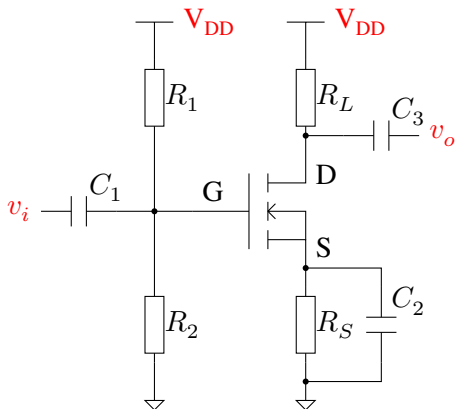 V_DD V_DD
R_1 R_L
C_3
v_o
D
C_1 G
v_i
S
C_2
R_2 R_S